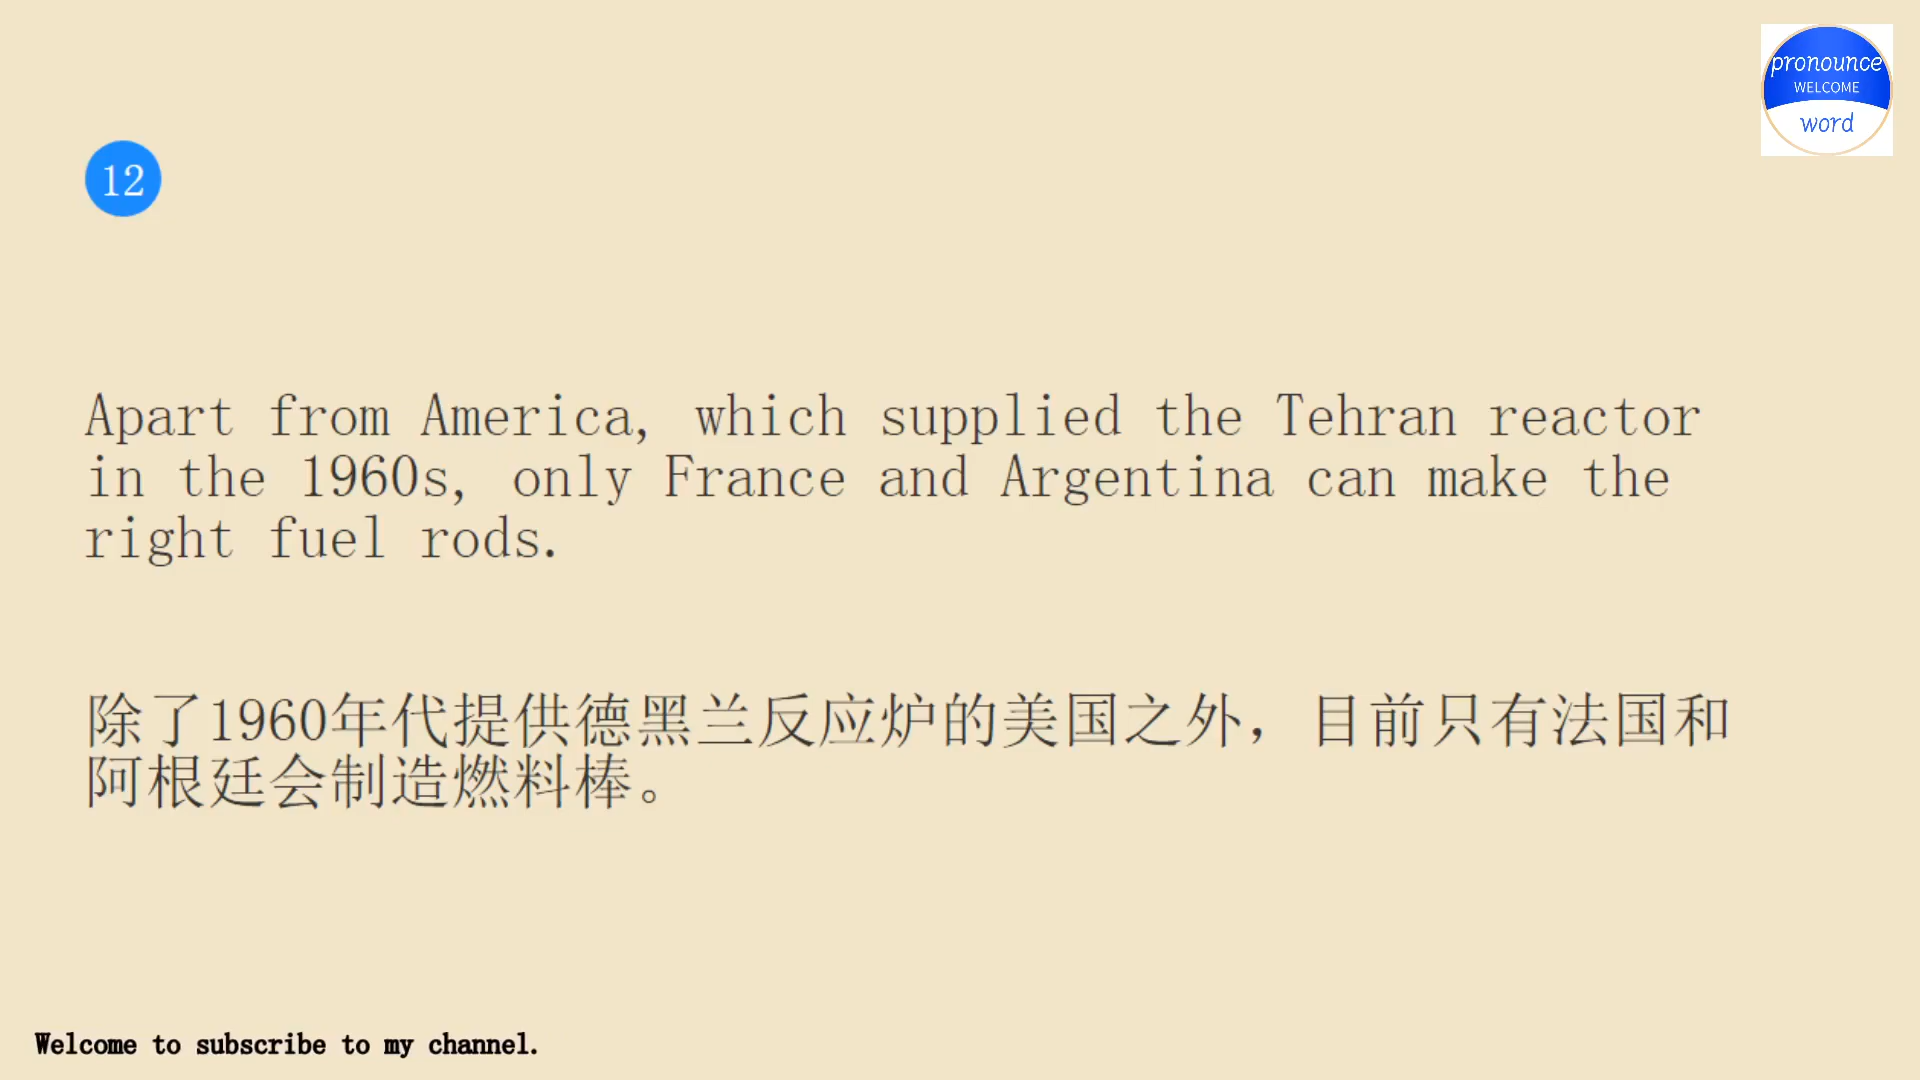 pronounce
WELCOME
word
12
Apart from America, which supplied the Tehran reactor
in the 1960s, only France and Argentina can make the
right fuel rods.
除了1960年代提供德黑兰反应炉的美国之外，目前只有法国和
阿根廷会制造燃料棒。
Welcome to subscribe to my channel.